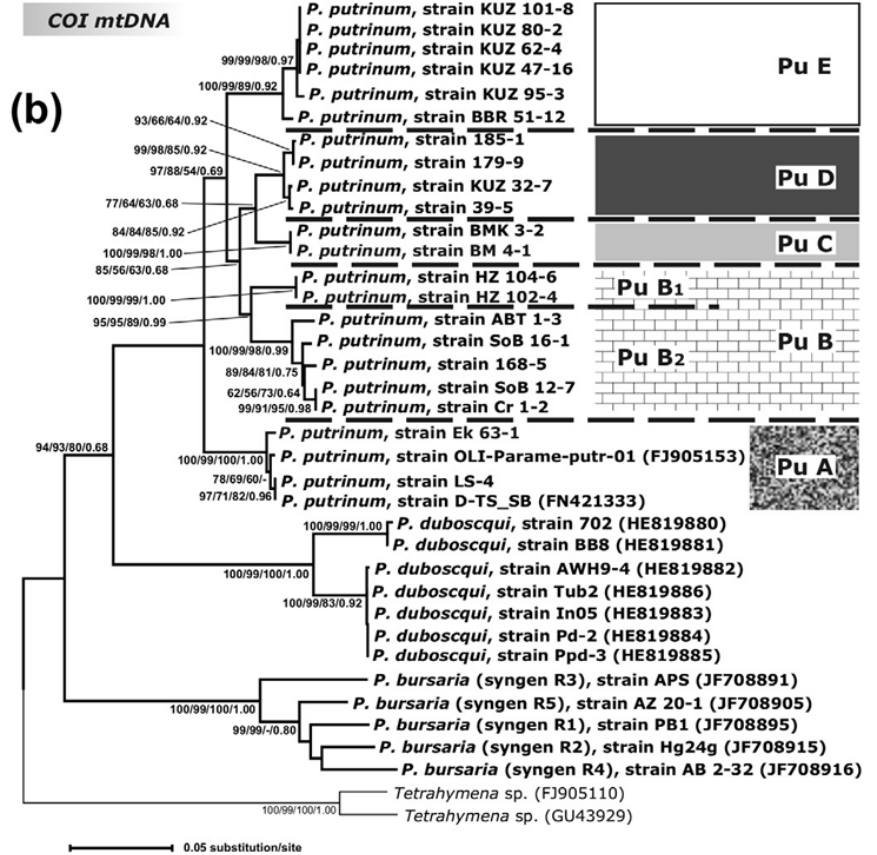 COI mtDNA
(b)
P. putrinum, strain KUZ 101-8
P. putrinum, strain KUZ 80-2
P. putrinum, strain KUZ 62-4
99/99/98/0.97
P. putrinum, strain KUZ 47-16
Pu E
100/99/89/0.92
P. putrinum, strain KUZ 95-3
P. putrinum, strain BBR 51-12
93/66/64/0.92
P. putrinum, strain 185-1
99/98/85/0.92
P. putrinum, strain 179-9
97/88/54/0.69
Pu D
P. putrinum, strain KUZ 32-7
77/64/63/0.68
P. putrinum, strain 39-5
84/84/85/0.92
P. putrinum, strain BMK 3-2
Pu C
100/99/98/1.00
P. putrinum, strain BM 4-1
85/56/63/0.68
P. putrinum, strain HZ 104-6
Pu B1
100/99/99/1.00
P. putrinum, strain HZ 102-4
95/95/89/0.99
P. putrinum, strain ABT 1-3
Pu B
100/99/98/0.99
P. putrinum, strain SoB 16-1
Pu B2
89/84/81/0.75
P. putrinum, strain 168-5
62/56/73/0.64
P. putrinum, strain SoB 12-7
99/91/95/0.98
P. putrinum, strain Cr 1-2
P. putrinum, strain Ek 63-1
94/93/80/0.68
100/99/100/1.00
P. putrinum, strain OLI-Parame-putr-01 (FJ905153)
Pu A
78/69/60/-
P. putrinum, strain LS-4
97/71/82/0.96
P. putrinum, strain D-TS_SB (FN421333)
100/99/99/1.00
P. duboscqui, strain 702 (HE819880)
P. duboscqui, strain BB8 (HE819881)
100/99/100/1.00
P. duboscqui, strain AWH9-4 (HE819882)
P. duboscqui, strain Tub2 (HE819886)
100/99/83/0.92
P. duboscqui, strain In05 (HE819883)
P. duboscqui, strain Pd-2 (HE819884)
P. duboscqui, strain Ppd-3 (HE819885)
P. bursaria (syngen R3), strain APS (JF708891)
100/99/100/1.00
P. bursaria (syngen R5), strain AZ 20-1 (JF708905)
P. bursaria (syngen R1), strain PB1 (JF708895)
99/99/-/0.80
P. bursaria (syngen R2), strain Hg24g (JF708915)
P. bursaria (syngen R4), strain AB 2-32 (JF708916)
Tetrahymena sp. (FJ905110)
100/99/100/1.00
Tetrahymena sp. (GU43929)
0.05 substitution/site